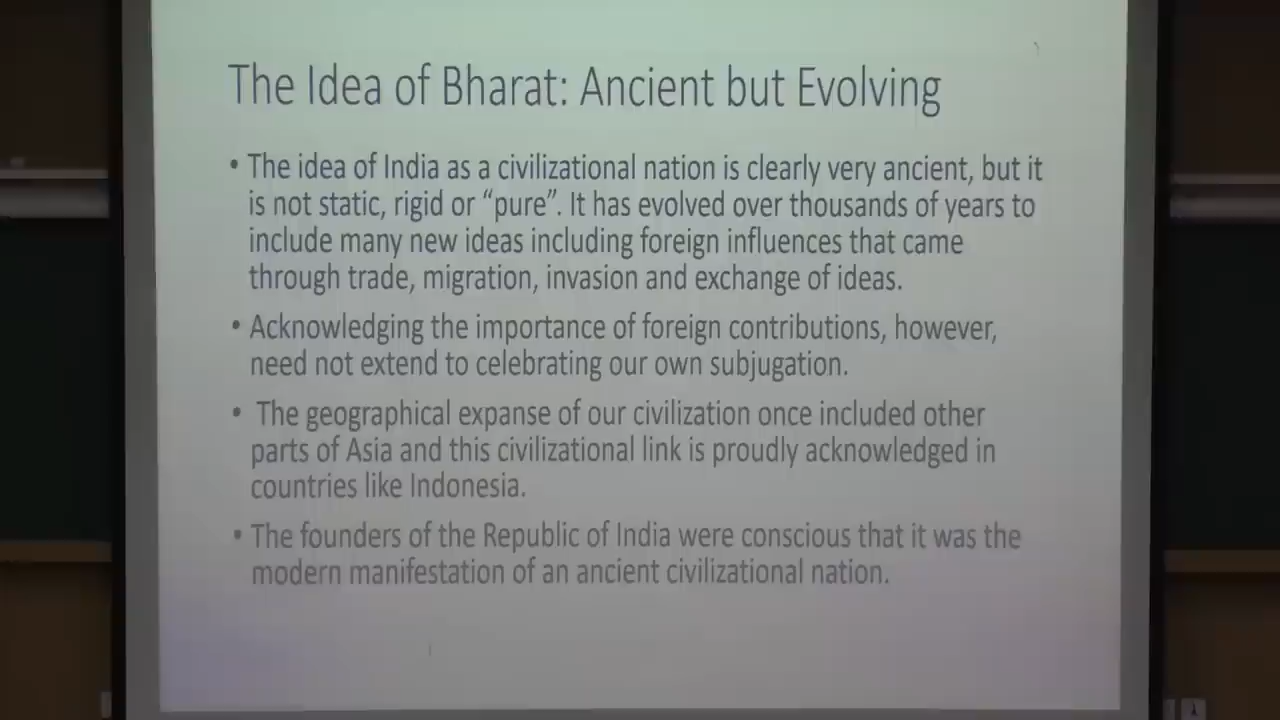 The Idea of Bharat: Ancient but Evolving
• The idea of India as a civilizational nation is clearly very ancient, but it
is not static, rigid or “pure”. It has evolved over thousands of years to
include many new ideas including foreign influences that came
through trade, migration, invasion and exchange of ideas.
• Acknowledging the importance of foreign contributions, however,
need not extend to celebrating our own subjugation.
• The geographical expanse of our civilization once included other
parts of Asia and this civilizational link is proudly acknowledged in
countries like Indonesia.
• The founders of the Republic of India were conscious that it was the
modern manifestation of an ancient civilizational nation.